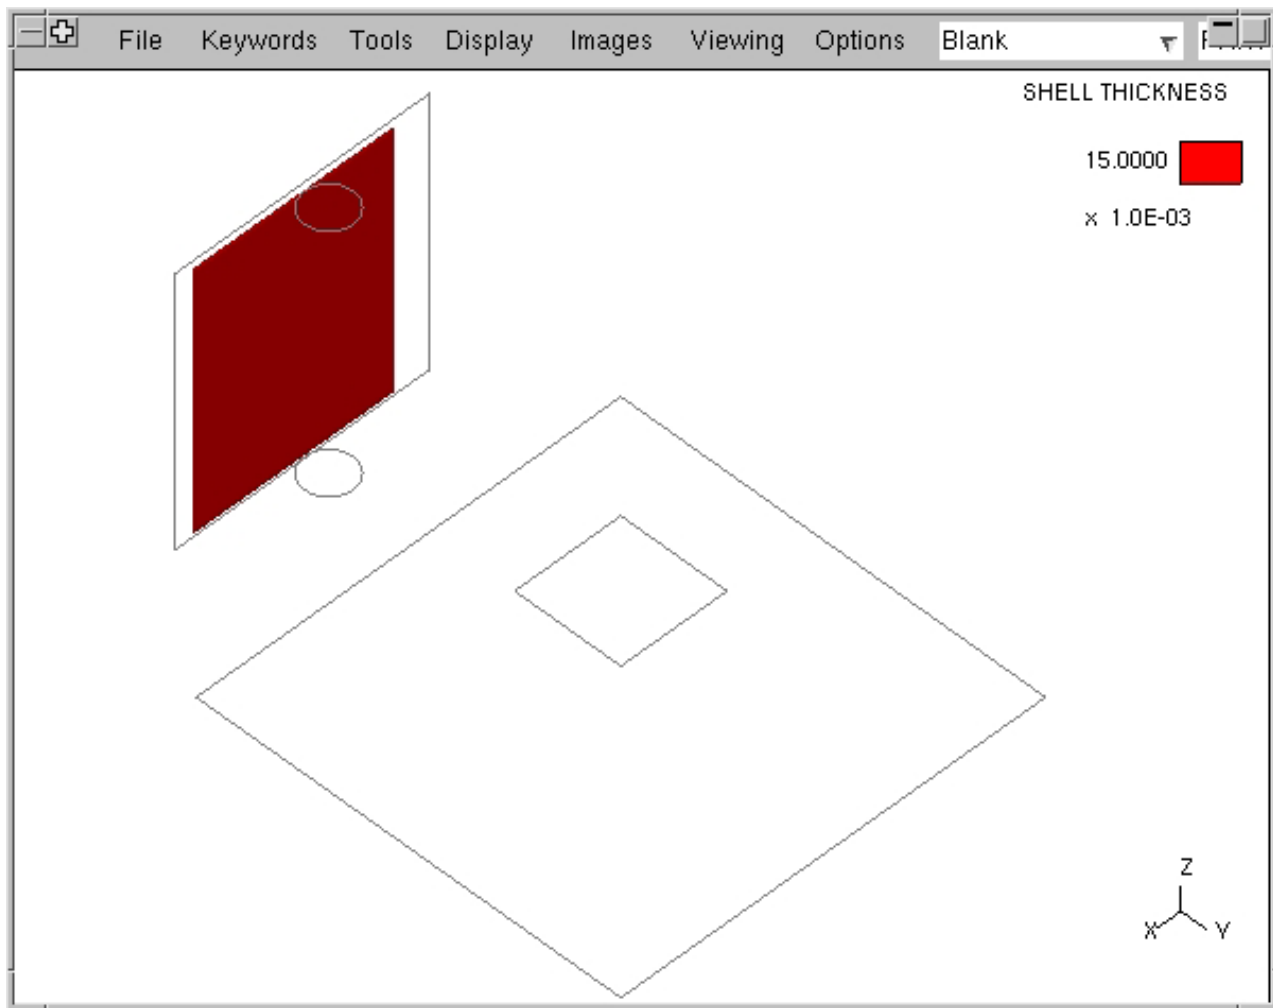 File Keywords Tools Display Images Viewing Options Blank
SHELL THICKNESS
15.0000
x 1.0E-03
Z
X Y